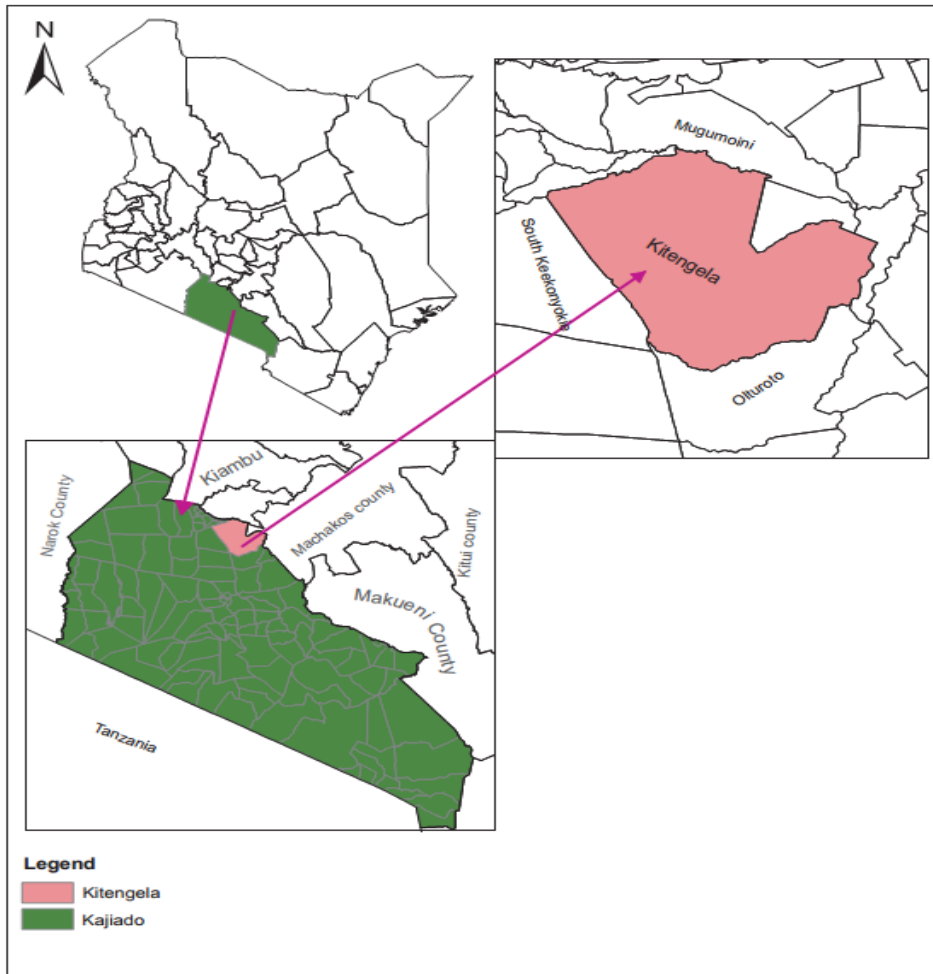 N
Mugumoini
South Keekonyokie
Kitengela
Olturoto
Kiambu
Narok County
Machakos county
Kitui county
Makueni County
Tanzania
Legend
Kitengela
Kajiado